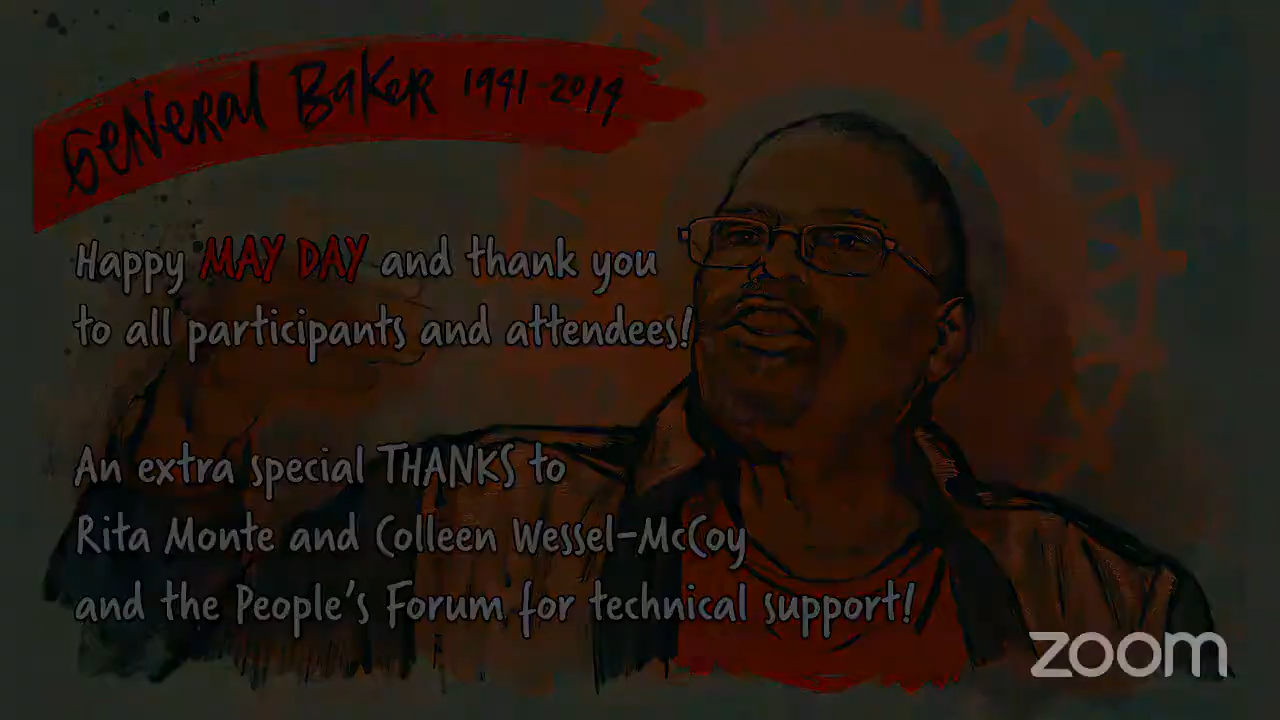 General Baker 1941-2014
Happy MAY DAY and thank you
to all participants and attendees!
An extra special THANKS to
Rita Monte and Colleen Wessel-McCoy
and the People's Forum for technical support!
zoom